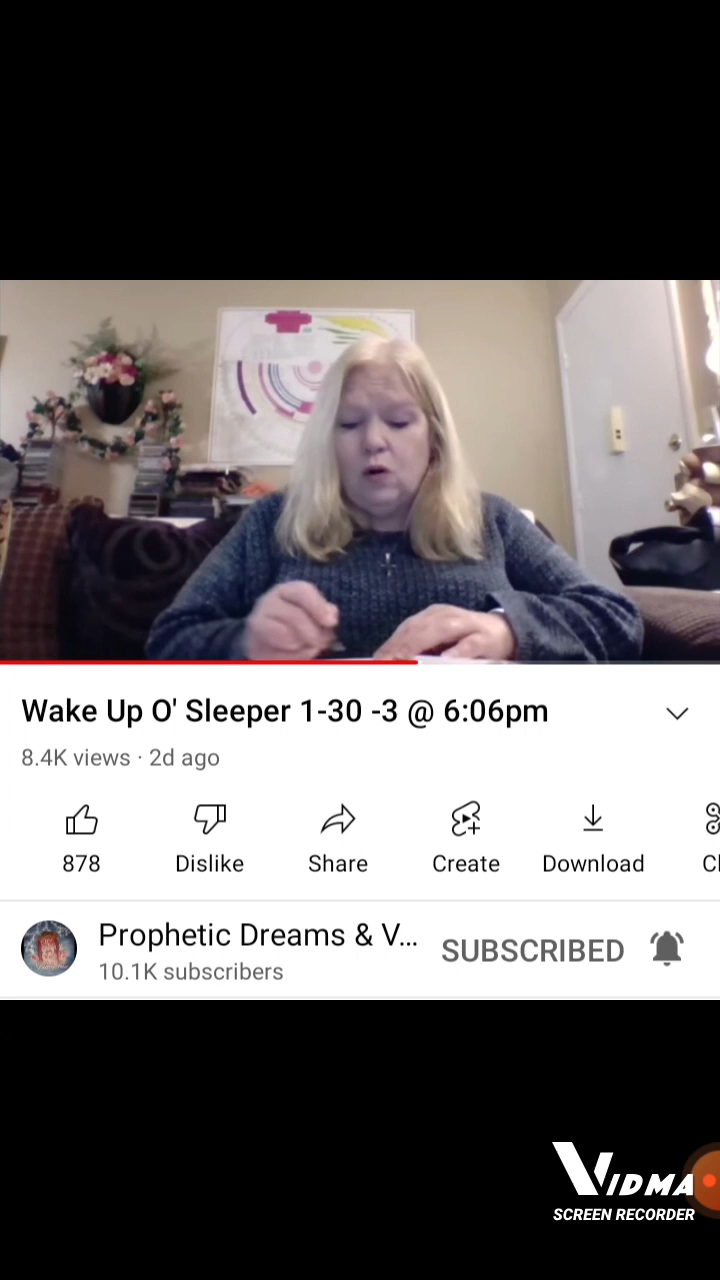 Wake Up O' Sleeper 1-30 -3 @ 6:06pm
8.4K views · 2d ago
878
Dislike
Share
Create
Download
Cl
Prophetic Dreams & V...
10.1K subscribers
SUBSCRIBED
VIDMA
SCREEN RECORDER